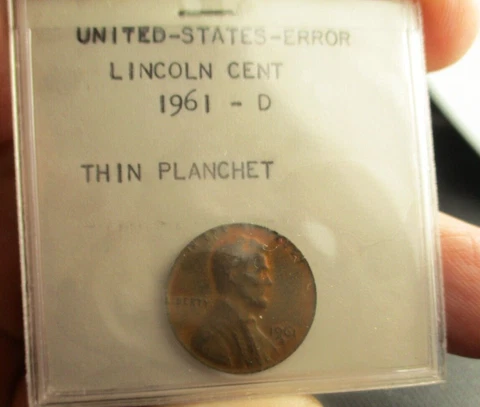 UNITED-STATES-ERROR
LINCOLN CENT
1961 - D
THIN PLANCHET
LIBERTY
1961